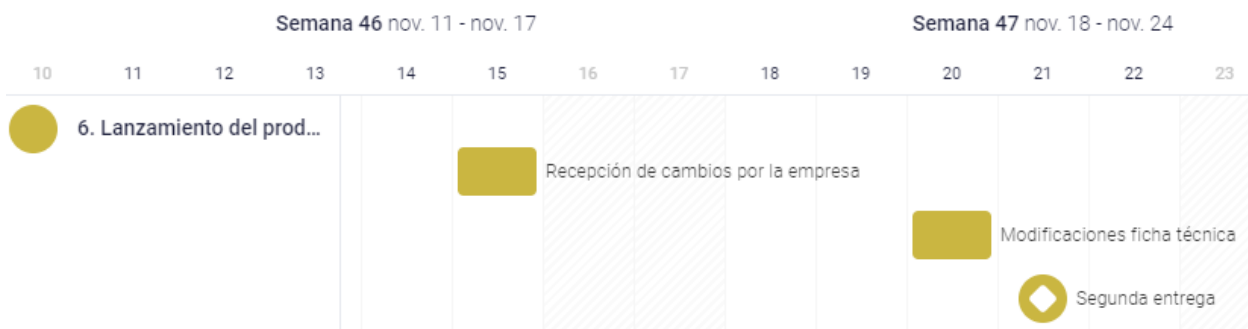 Semana 46 nov. 11 - nov. 17 Semana 47 nov. 18 - nov. 24
10 11 12 13 14 15 16 17 18 19 20 21 22 23
6. Lanzamiento del prod...
Recepción de cambios por la empresa
Modificaciones ficha técnica
Segunda entrega